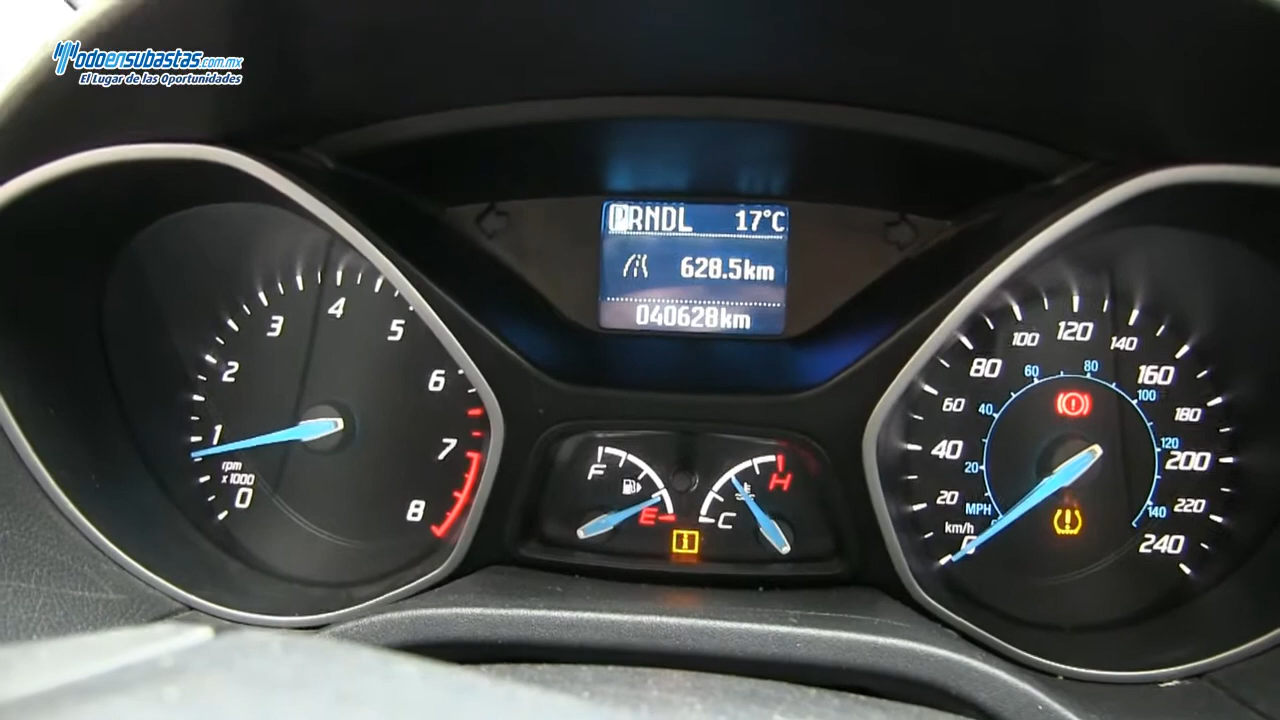 Todoensubastas.com.mx
El Lugar de las Oportunidades
PRNDL 17°C
628.5km
040628km
0 1 2 3 4 5 6 7 8
rpm
x 1000
F E
C H
0 20 40 60 80 100 120 140 160 180 200 220 240
km/h
MPH
20 40 60 80 100 120 140